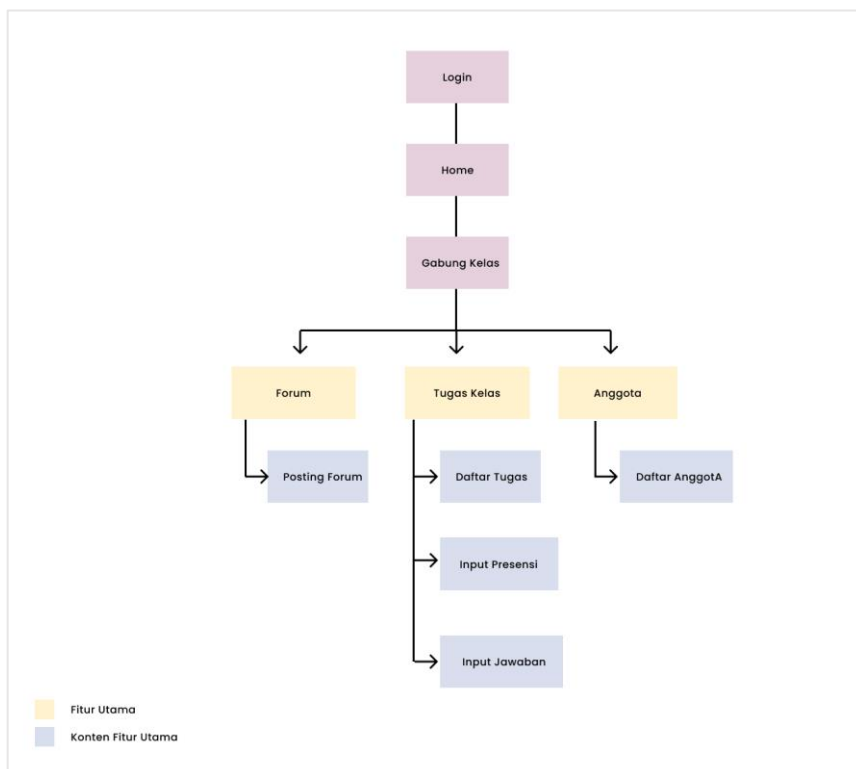 Login
Home
Gabung Kelas
Forum
Tugas Kelas
Anggota
Posting Forum
Daftar Tugas
Daftar AnggotA
Input Presensi
Input Jawaban
Fitur Utama
Konten Fitur Utama